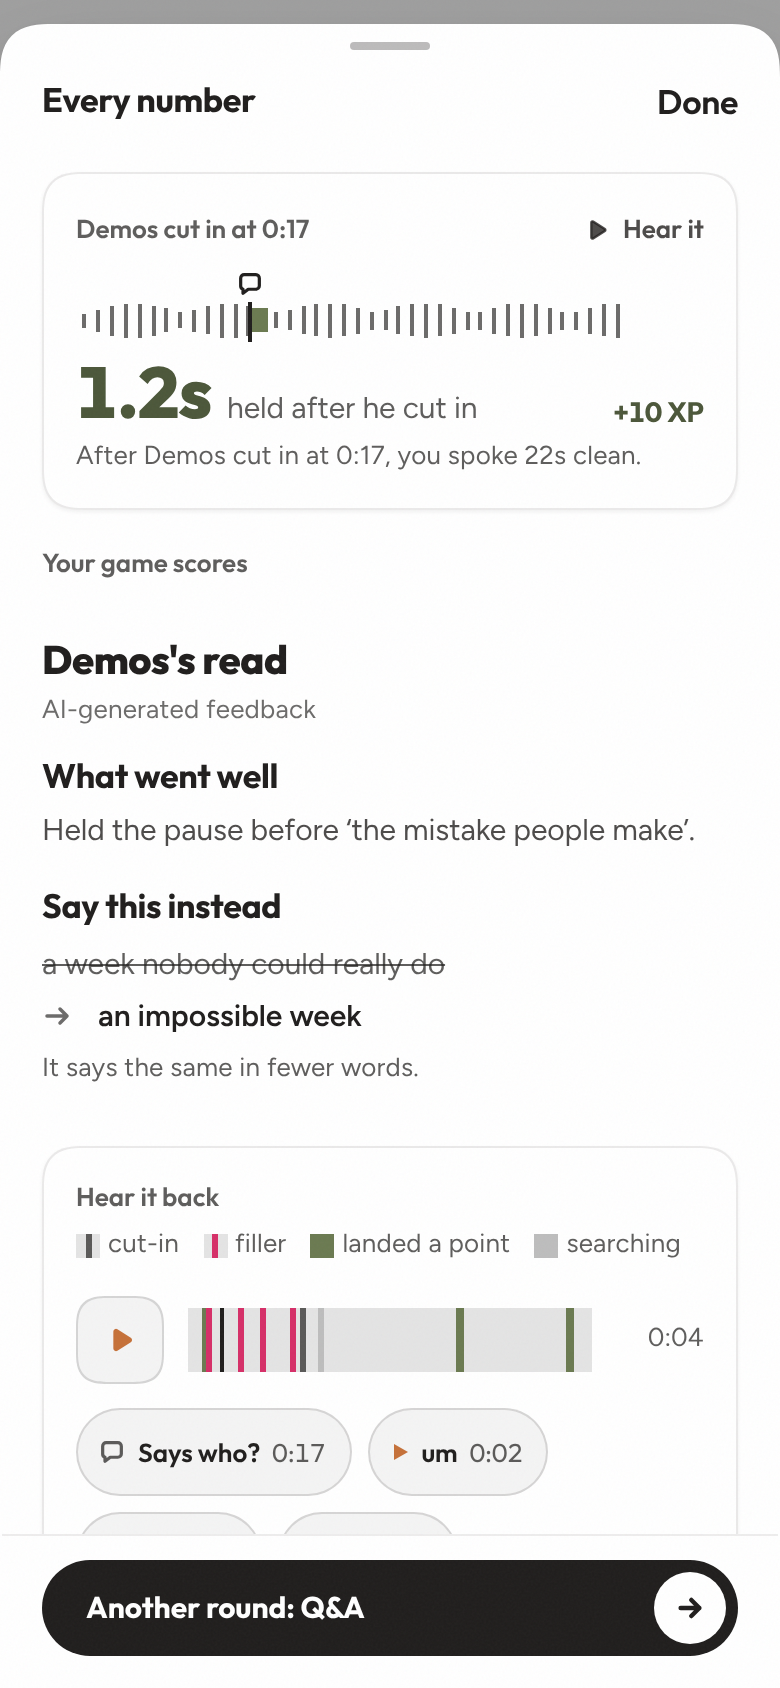 Every number
Done
Demos cut in at 0:17
Hear it
1.2s held after he cut in
+10 XP
After Demos cut in at 0:17, you spoke 22s clean.
Your game scores
Demos's read
AI-generated feedback
What went well
Held the pause before ‘the mistake people make’.
Say this instead
a week nobody could really do
→ an impossible week
It says the same in fewer words.
Hear it back
cut-in filler landed a point searching
0:04
Says who? 0:17
um 0:02
Another round: Q&A